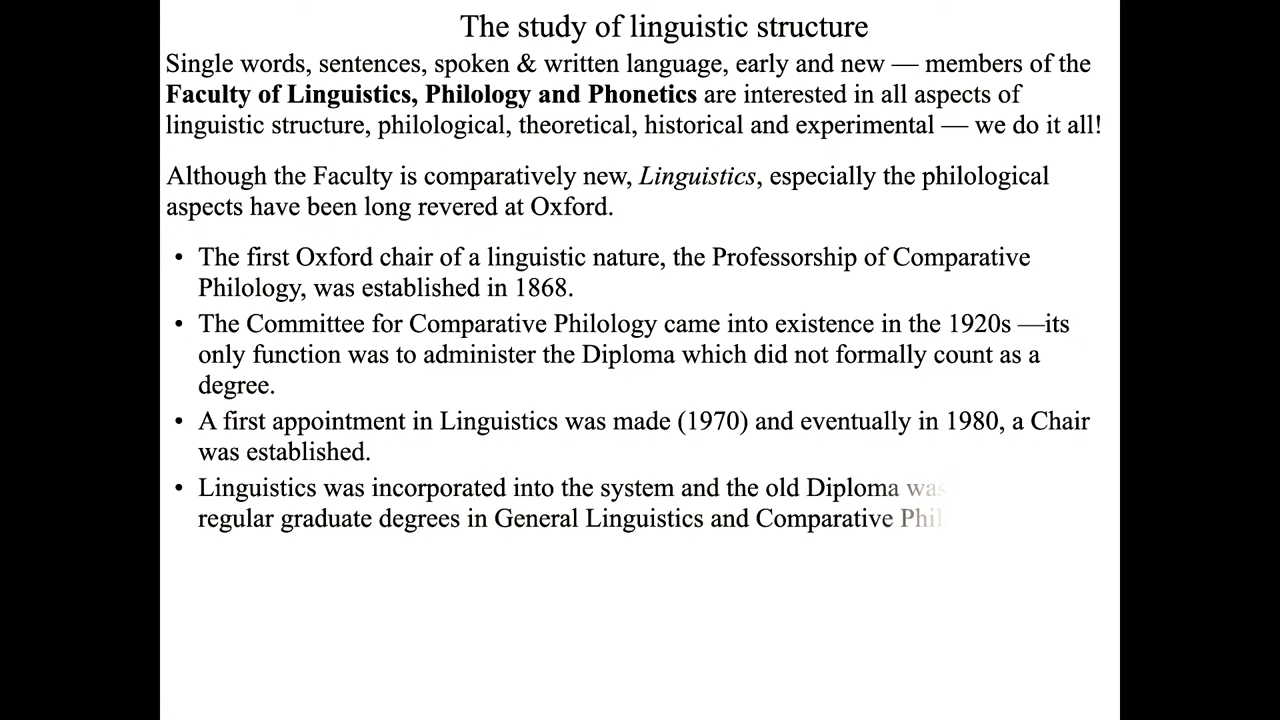 The study of linguistic structure
Single words, sentences, spoken & written language, early and new — members of the
Faculty of Linguistics, Philology and Phonetics are interested in all aspects of
linguistic structure, philological, theoretical, historical and experimental — we do it all!
Although the Faculty is comparatively new, Linguistics, especially the philological
aspects have been long revered at Oxford.
• The first Oxford chair of a linguistic nature, the Professorship of Comparative
Philology, was established in 1868.
• The Committee for Comparative Philology came into existence in the 1920s —its
only function was to administer the Diploma which did not formally count as a
degree.
• A first appointment in Linguistics was made (1970) and eventually in 1980, a Chair
was established.
• Linguistics was incorporated into the system and the old Diploma was
regular graduate degrees in General Linguistics and Comparative Phil